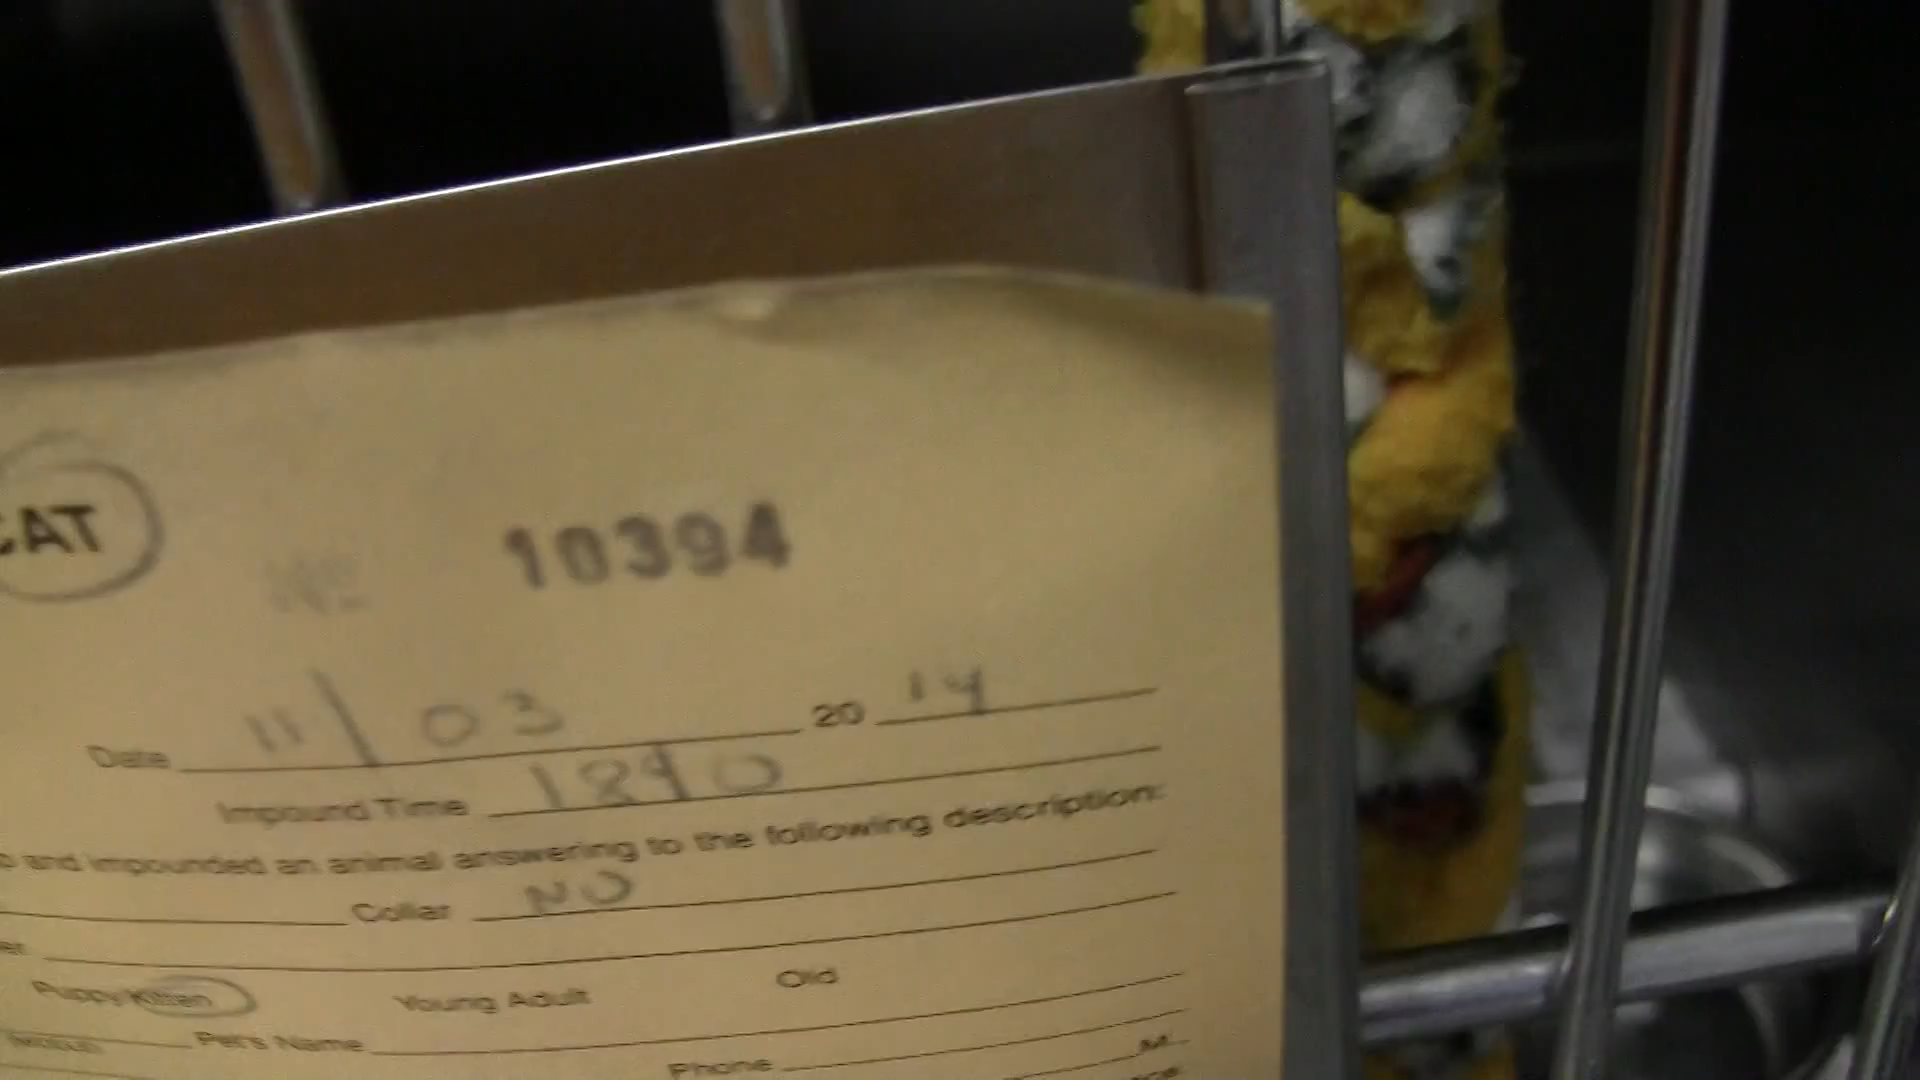 CAT
10394
Date 11/03 20 14
Impound Time 1840
and impounded an animal answering to the following description:
Collar NO
Puppy/Kitten Young Adult Old
Pet's Name
Phone